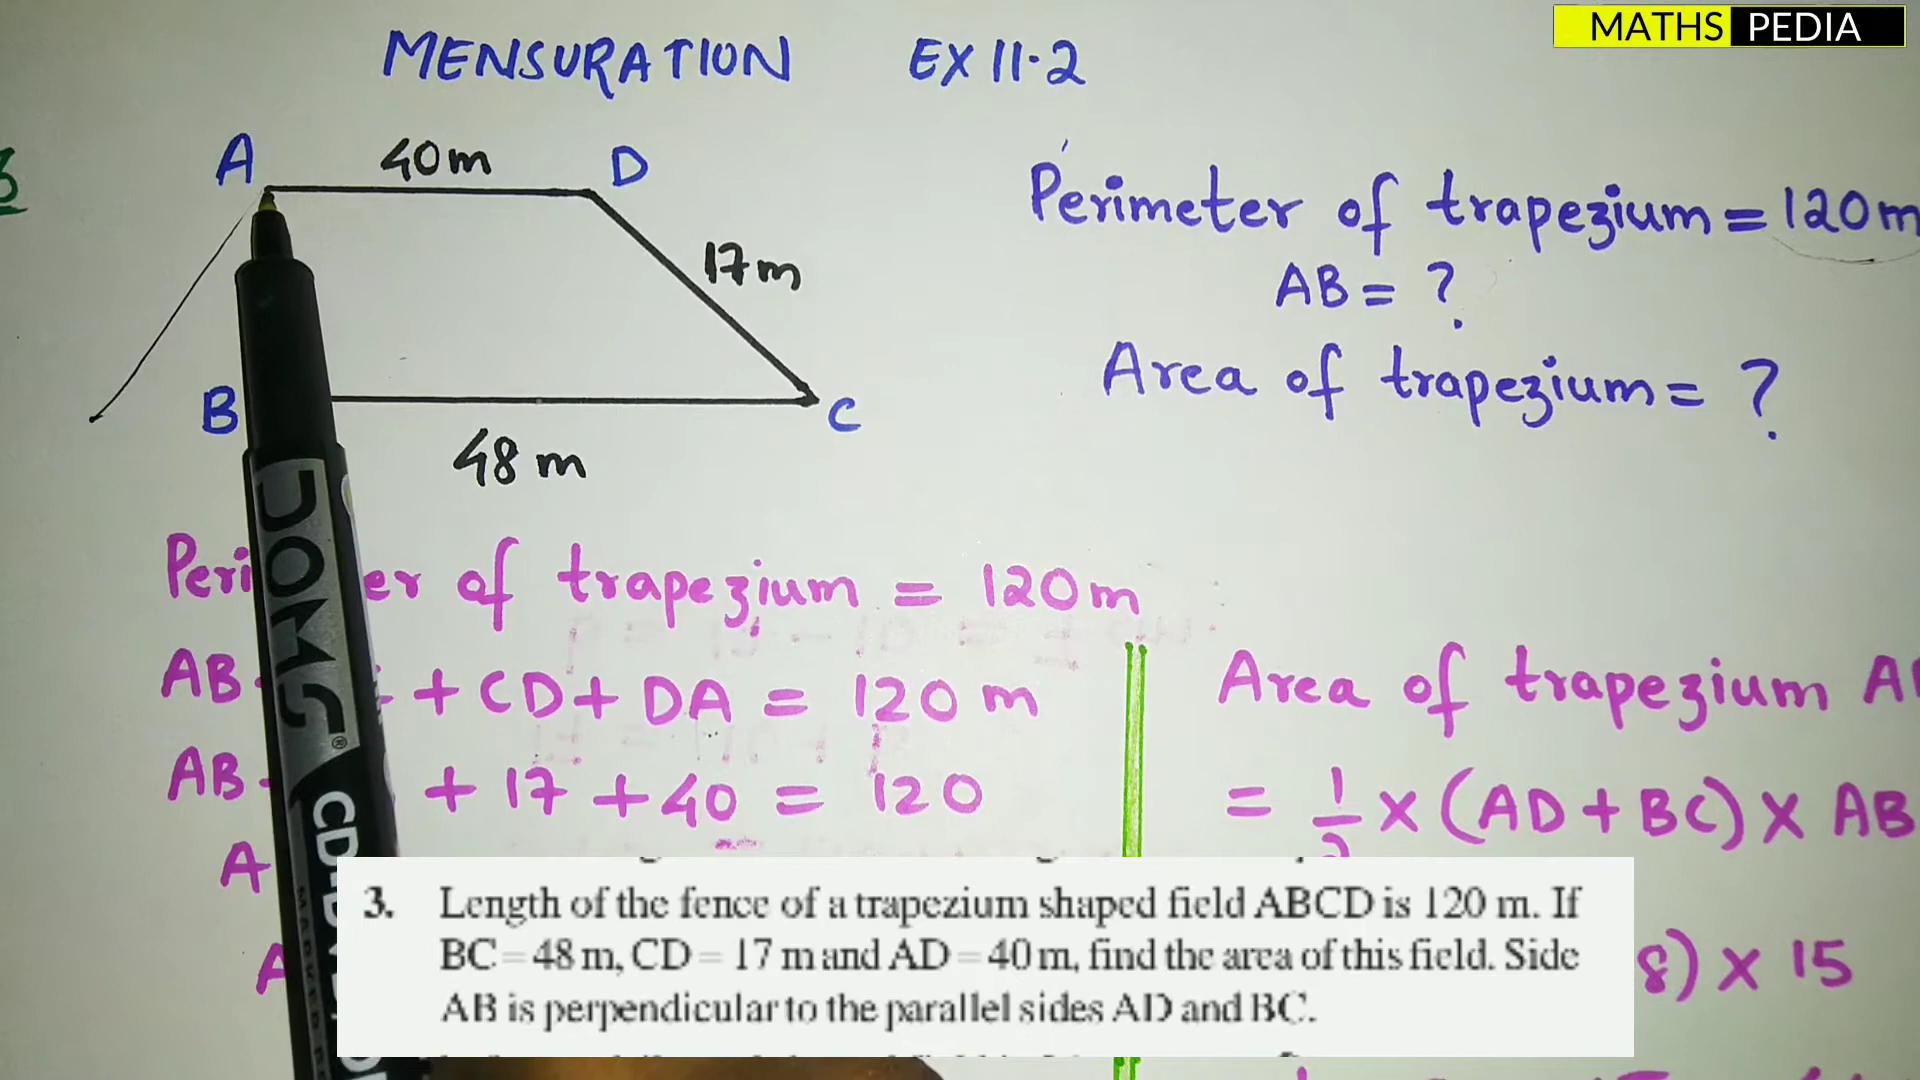 MATHS PEDIA
MENSURATION EX 11.2
3
A 40m D
17m
B C
48 m
Perimeter of trapezium = 120m
AB = ?
Area of trapezium = ?
of trapezium = 120m
AB + CD + DA = 120 m
AB + 17 + 40 = 120
A
A
Area of trapezium
= 1/2 x (AD + BC) x AB
8) x 15
3. Length of the fence of a trapezium shaped field ABCD is 120 m. If
BC = 48 m, CD = 17 m and AD = 40 m, find the area of this field. Side
AB is perpendicular to the parallel sides AD and BC.
DOMS